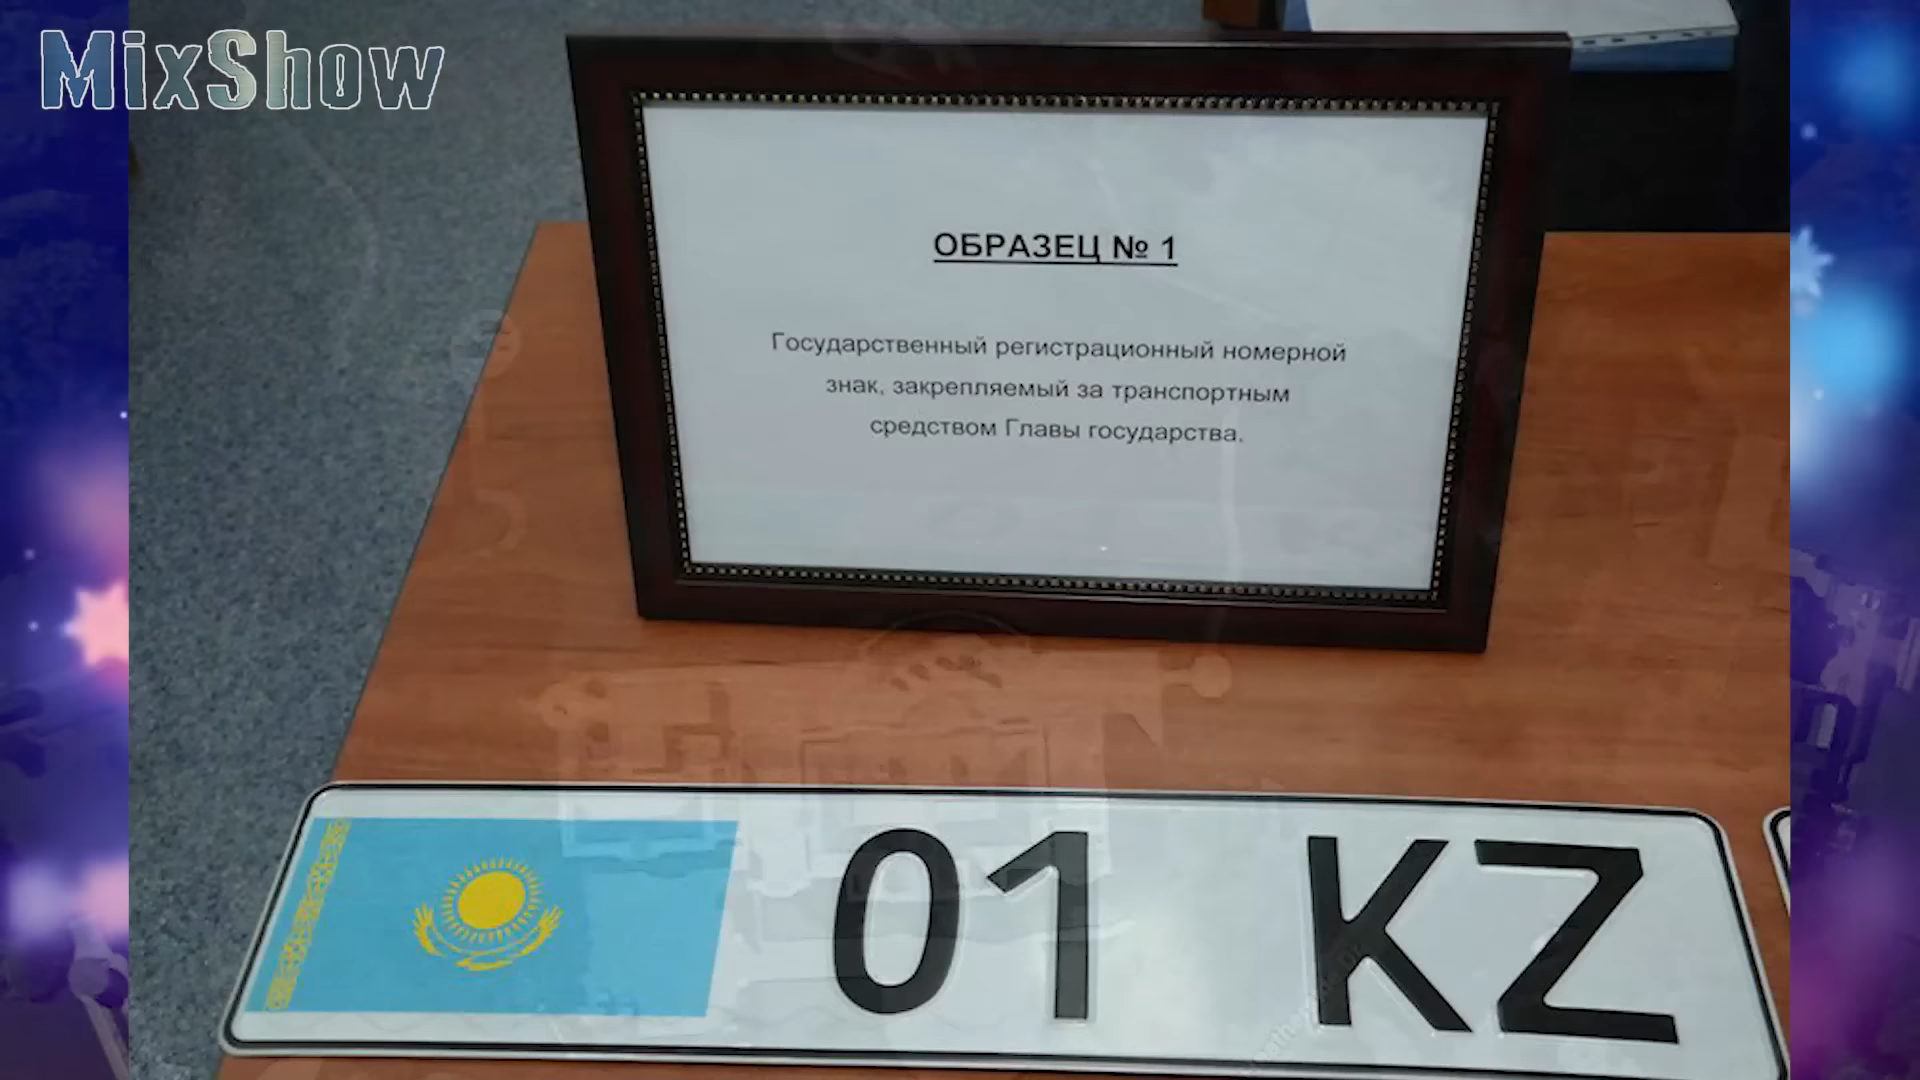 MixShow
ОБРАЗЕЦ № 1
Государственный регистрационный номерной
знак, закрепляемый за транспортным
средством Главы государства.
01 KZ